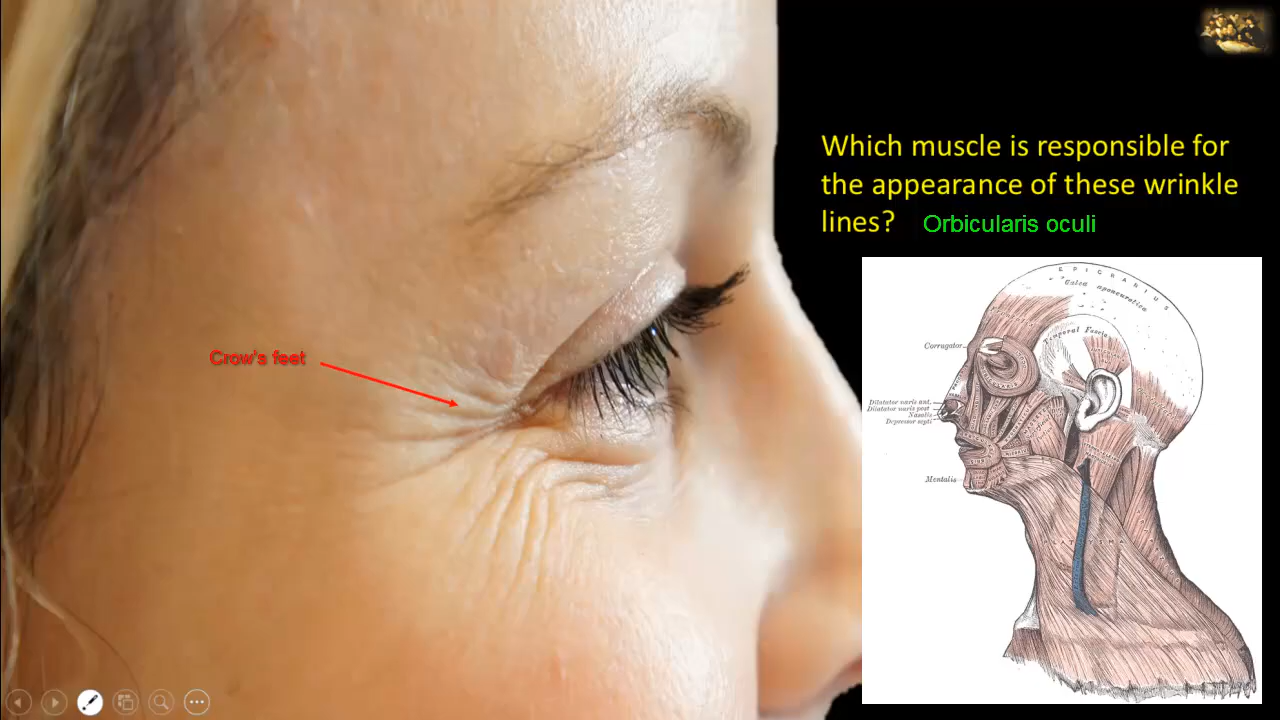 Which muscle is responsible for
the appearance of these wrinkle
lines? Orbicularis oculi
Crow's feet
EPICRANIUS
Galea aponeurotica
Temporal Fascia
Corrugator
Dilatator naris ant.
Dilatator naris post
Nasalis
Depressor septi
Mentalis
PLATYSMA